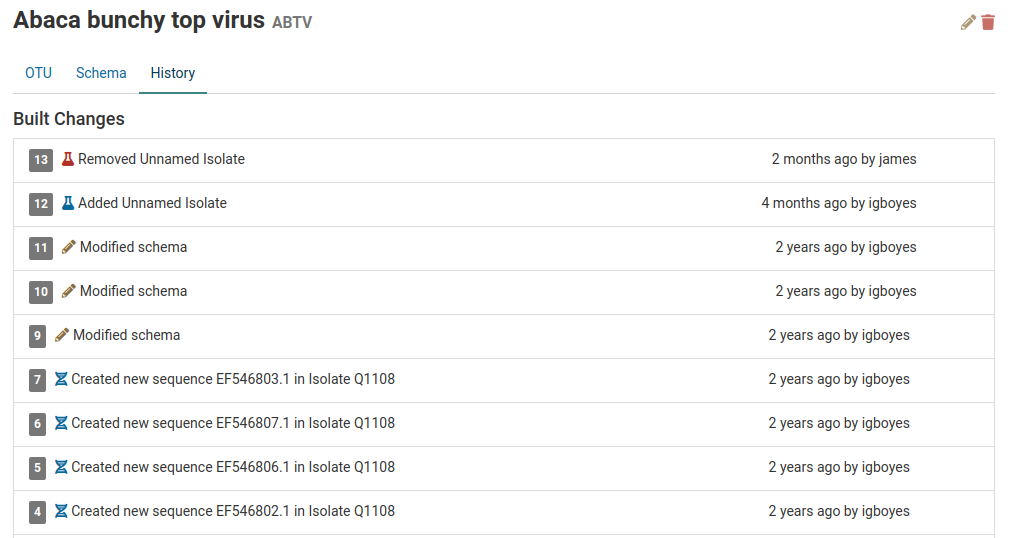 Abaca bunchy top virus ABTV
OTU Schema History
Built Changes
13 Removed Unnamed Isolate 2 months ago by james
12 Added Unnamed Isolate 4 months ago by igboyes
11 Modified schema 2 years ago by igboyes
10 Modified schema 2 years ago by igboyes
9 Modified schema 2 years ago by igboyes
7 Created new sequence EF546803.1 in Isolate Q1108 2 years ago by igboyes
6 Created new sequence EF546807.1 in Isolate Q1108 2 years ago by igboyes
5 Created new sequence EF546806.1 in Isolate Q1108 2 years ago by igboyes
4 Created new sequence EF546802.1 in Isolate Q1108 2 years ago by igboyes